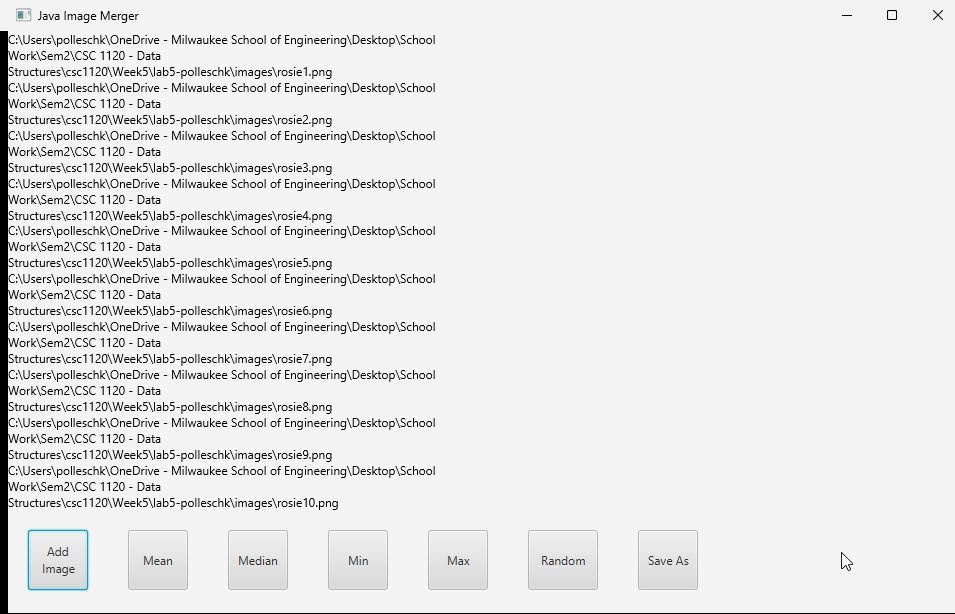 Java Image Merger
C:\Users\polleschk\OneDrive - Milwaukee School of Engineering\Desktop\School
Work\Sem2\CSC 1120 - Data
Structures\csc1120\Week5\lab5-polleschk\images\rosie1.png
C:\Users\polleschk\OneDrive - Milwaukee School of Engineering\Desktop\School
Work\Sem2\CSC 1120 - Data
Structures\csc1120\Week5\lab5-polleschk\images\rosie2.png
C:\Users\polleschk\OneDrive - Milwaukee School of Engineering\Desktop\School
Work\Sem2\CSC 1120 - Data
Structures\csc1120\Week5\lab5-polleschk\images\rosie3.png
C:\Users\polleschk\OneDrive - Milwaukee School of Engineering\Desktop\School
Work\Sem2\CSC 1120 - Data
Structures\csc1120\Week5\lab5-polleschk\images\rosie4.png
C:\Users\polleschk\OneDrive - Milwaukee School of Engineering\Desktop\School
Work\Sem2\CSC 1120 - Data
Structures\csc1120\Week5\lab5-polleschk\images\rosie5.png
C:\Users\polleschk\OneDrive - Milwaukee School of Engineering\Desktop\School
Work\Sem2\CSC 1120 - Data
Structures\csc1120\Week5\lab5-polleschk\images\rosie6.png
C:\Users\polleschk\OneDrive - Milwaukee School of Engineering\Desktop\School
Work\Sem2\CSC 1120 - Data
Structures\csc1120\Week5\lab5-polleschk\images\rosie7.png
C:\Users\polleschk\OneDrive - Milwaukee School of Engineering\Desktop\School
Work\Sem2\CSC 1120 - Data
Structures\csc1120\Week5\lab5-polleschk\images\rosie8.png
C:\Users\polleschk\OneDrive - Milwaukee School of Engineering\Desktop\School
Work\Sem2\CSC 1120 - Data
Structures\csc1120\Week5\lab5-polleschk\images\rosie9.png
C:\Users\polleschk\OneDrive - Milwaukee School of Engineering\Desktop\School
Work\Sem2\CSC 1120 - Data
Structures\csc1120\Week5\lab5-polleschk\images\rosie10.png
Add
Image
Mean
Median
Min
Max
Random
Save As